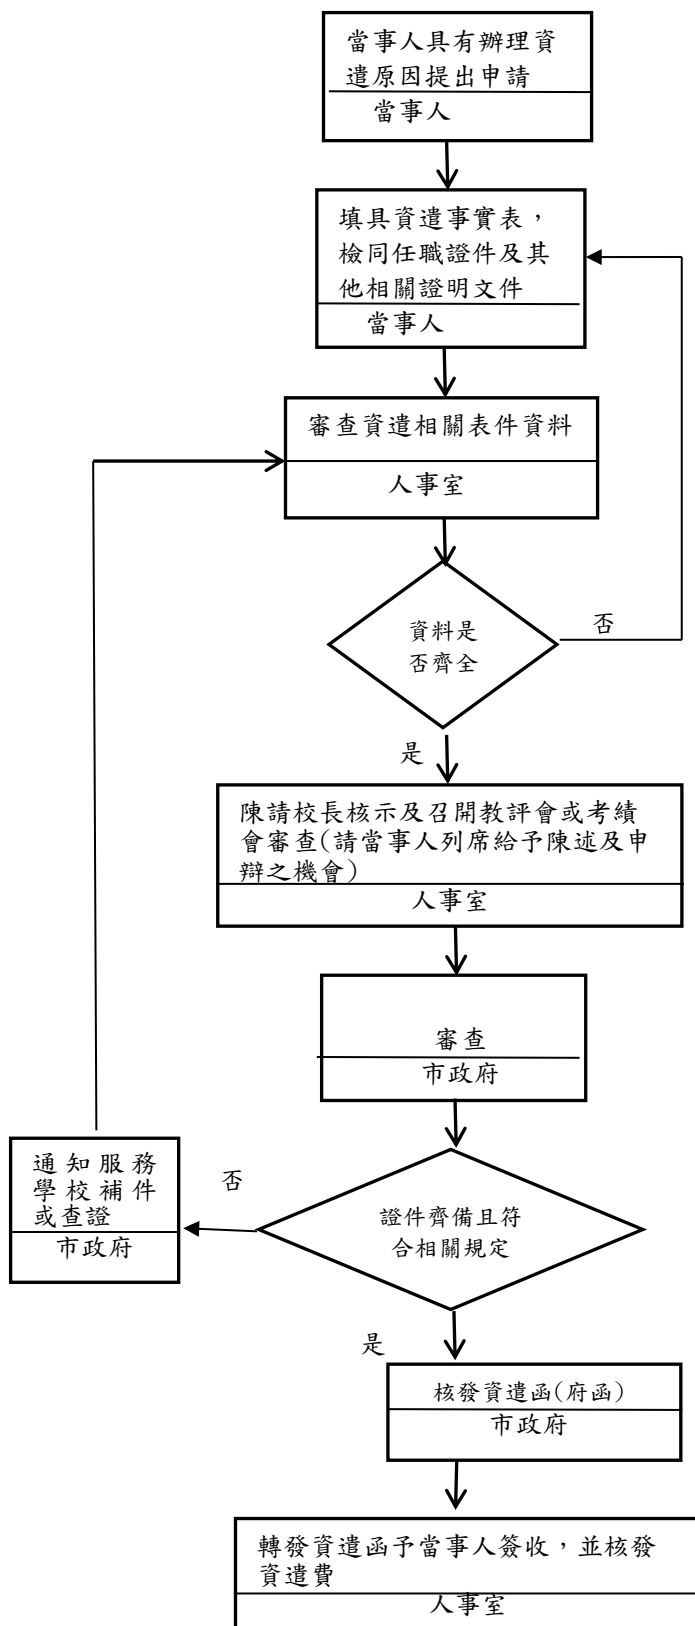 當事人具有辦理資
遣原因提出申請
當事人
填具資遣事實表，
檢同任職證件及其
他相關證明文件
當事人
審查資遣相關表件資料
人事室
資料是
否齊全
否
是
陳請校長核示及召開教評會或考績
會審查(請當事人列席給予陳述及申
辯之機會)
人事室
審查
市政府
通知服務
學校補件
或查證
市政府
否
證件齊備且符
合相關規定
是
核發資遣函(府函)
市政府
轉發資遣函予當事人簽收，並核發
資遣費
人事室